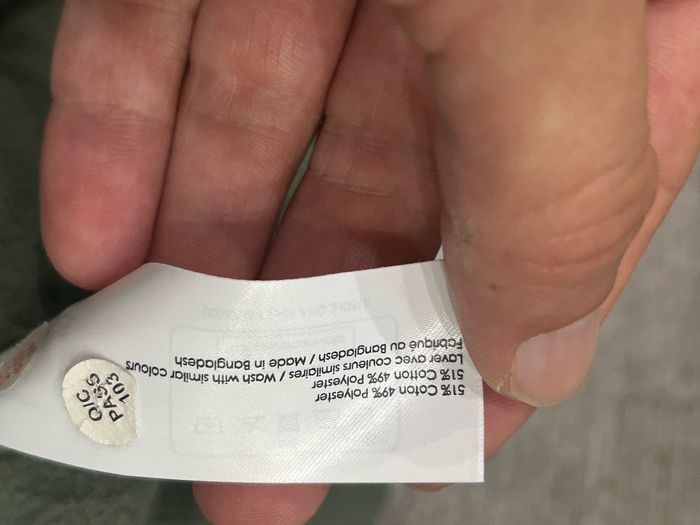 51% Cotton 49% Polyester
51% Coton 49% Polyester
Laver avec couleurs similaires / Wash with similar colours
Fabriqué au Bangladesh / Made in Bangladesh
Q/C
PASS
103